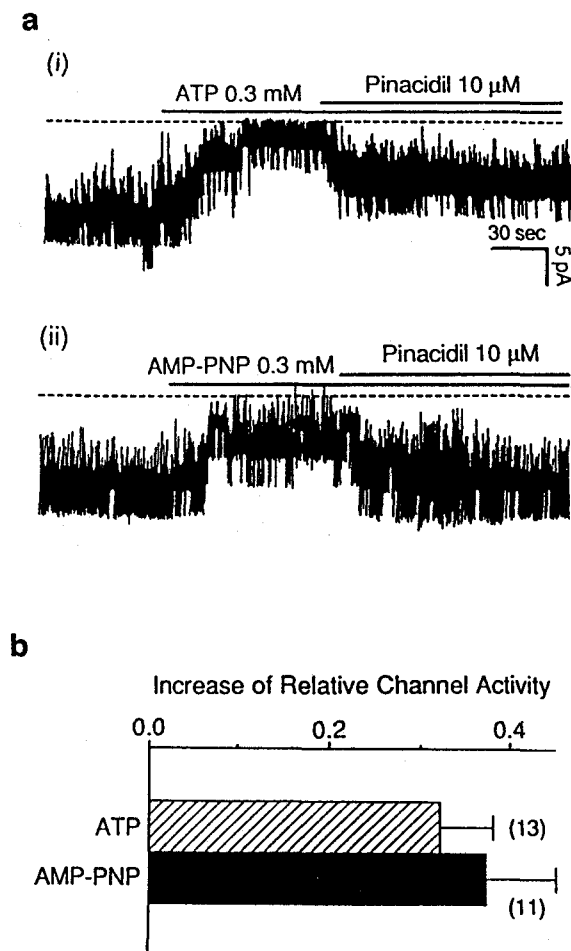 a
(i)
ATP 0.3 mM
Pinacidil 10 µM
30 sec
5 pA
(ii)
AMP-PNP 0.3 mM
Pinacidil 10 µM
b
Increase of Relative Channel Activity
0.0 0.2 0.4
ATP (13)
AMP-PNP (11)